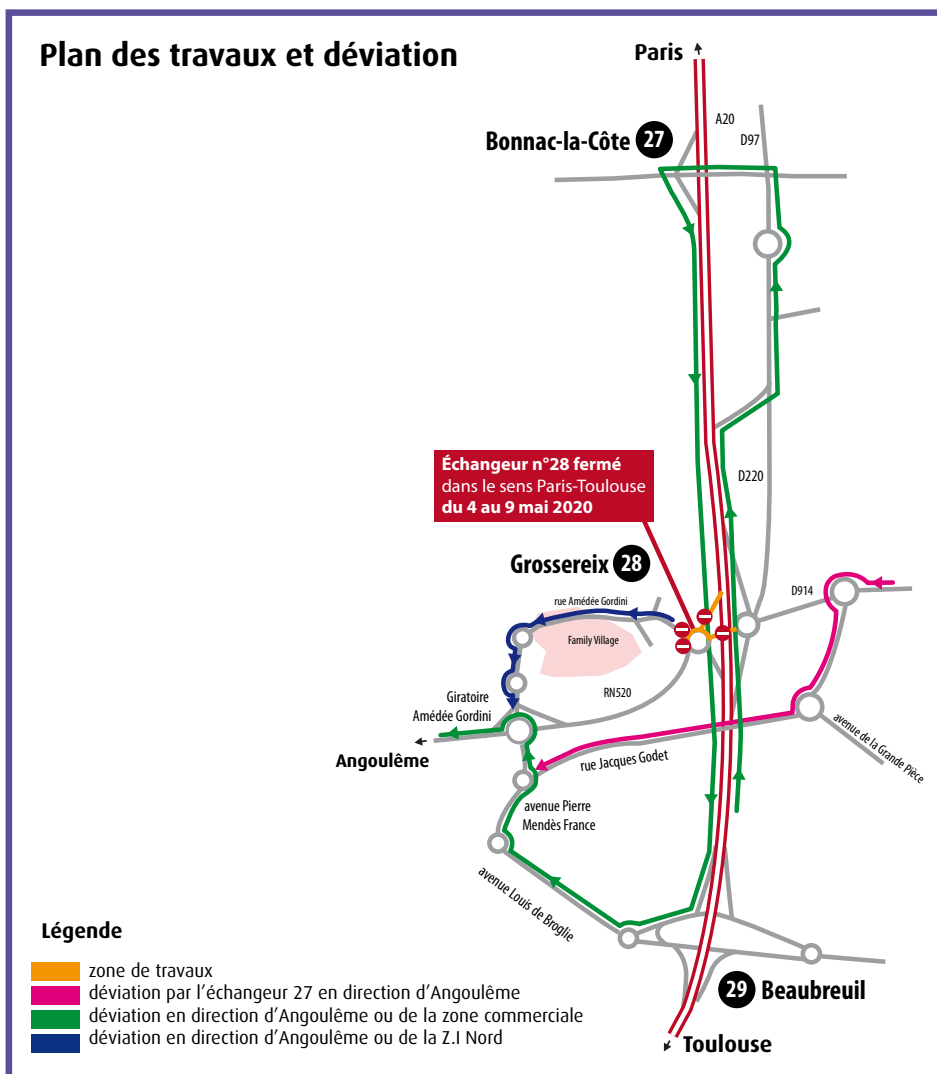 Plan des travaux et déviation
Paris
A20
D97
Bonnac-la-Côte 27
Échangeur n°28 fermé
dans le sens Paris-Toulouse
du 4 au 9 mai 2020
D220
Grossereix 28
D914
rue Amédée Gordini
Family Village
RN520
Giratoire
Amédée Gordini
Angoulême
rue Jacques Godet
avenue de la Grande Pièce
avenue Pierre
Mendès France
avenue Louis de Broglie
29 Beaubreuil
Toulouse
Légende
zone de travaux
déviation par l'échangeur 27 en direction d'Angoulême
déviation en direction d'Angoulême ou de la zone commerciale
déviation en direction d'Angoulême ou de la Z.I Nord